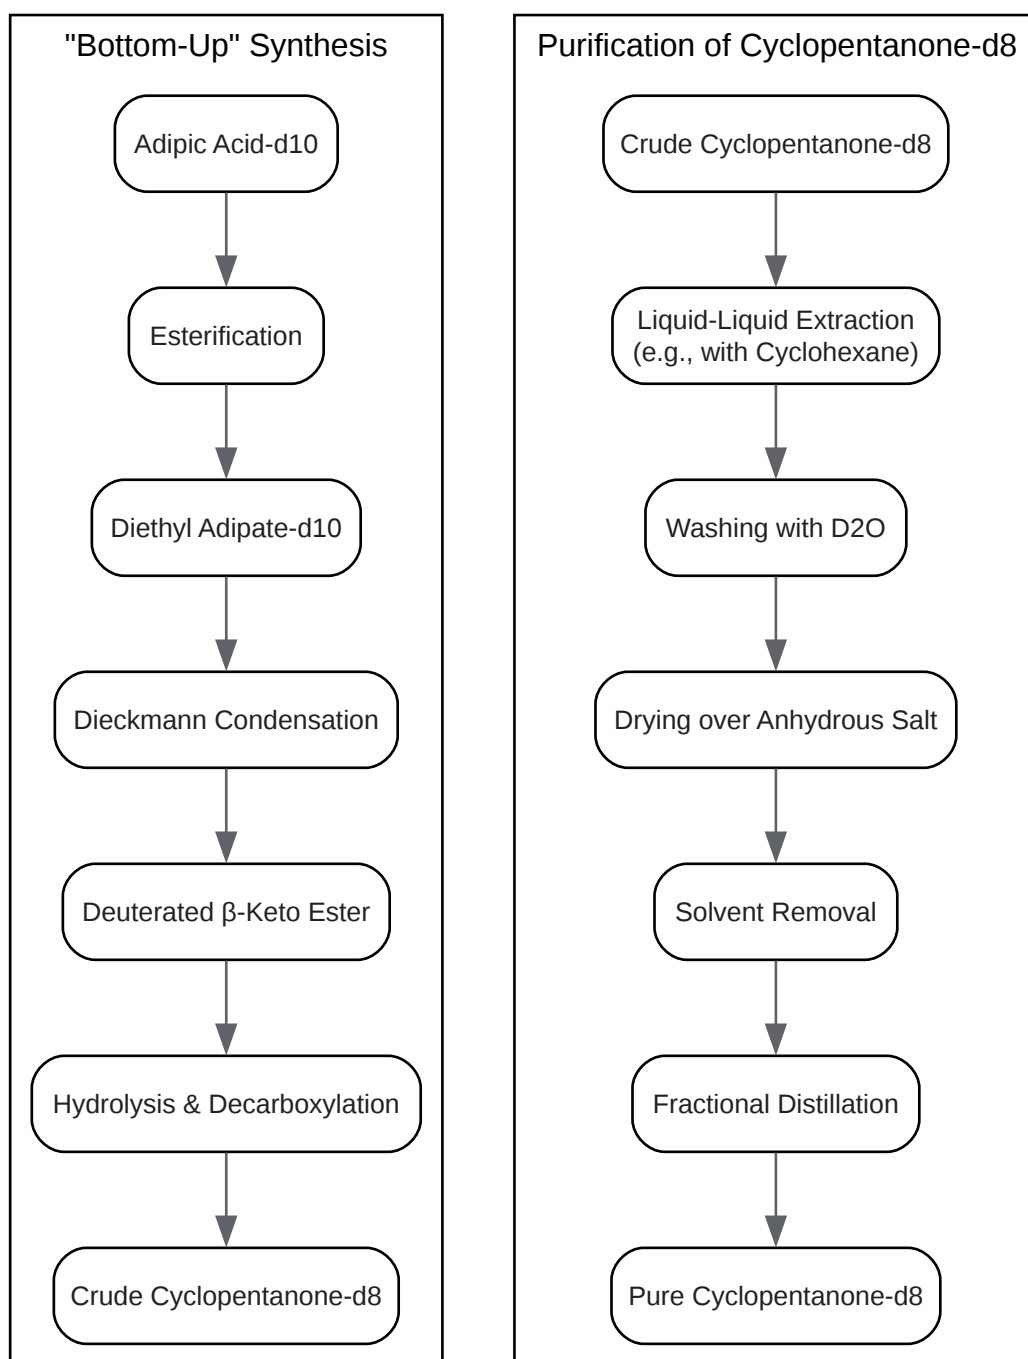 "Bottom-Up" Synthesis
Adipic Acid-d10
Esterification
Diethyl Adipate-d10
Dieckmann Condensation
Deuterated β-Keto Ester
Hydrolysis & Decarboxylation
Crude Cyclopentanone-d8
Purification of Cyclopentanone-d8
Crude Cyclopentanone-d8
Liquid-Liquid Extraction
(e.g., with Cyclohexane)
Washing with D2O
Drying over Anhydrous Salt
Solvent Removal
Fractional Distillation
Pure Cyclopentanone-d8